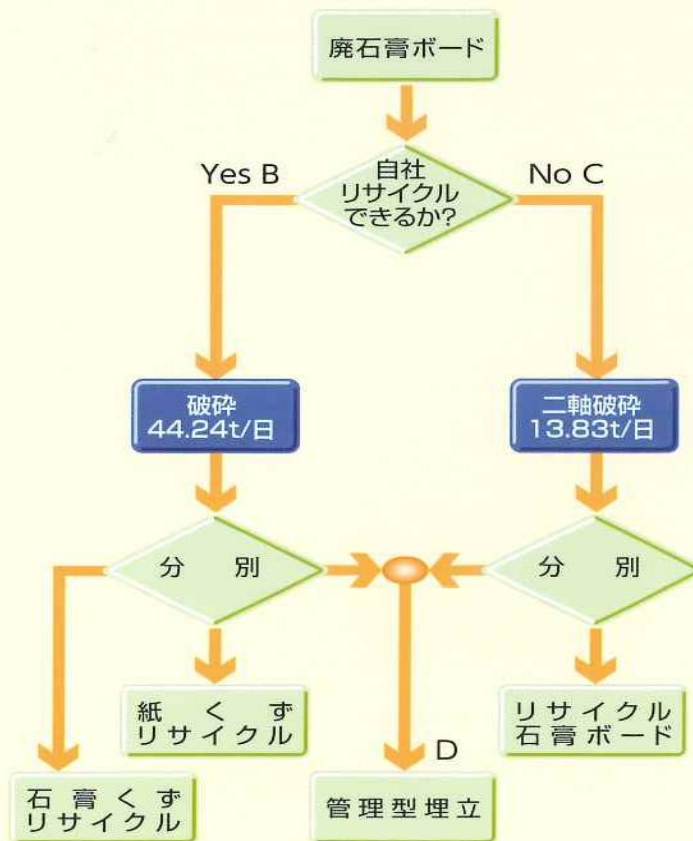 廃石膏ボード
自社
リサイクル
できるか?
Yes B
No C
破砕
44.24t/日
二軸破砕
13.83t/日
分 別
分 別
紙くず
リサイクル
リサイクル
石膏ボード
D
石膏くず
リサイクル
管理型埋立